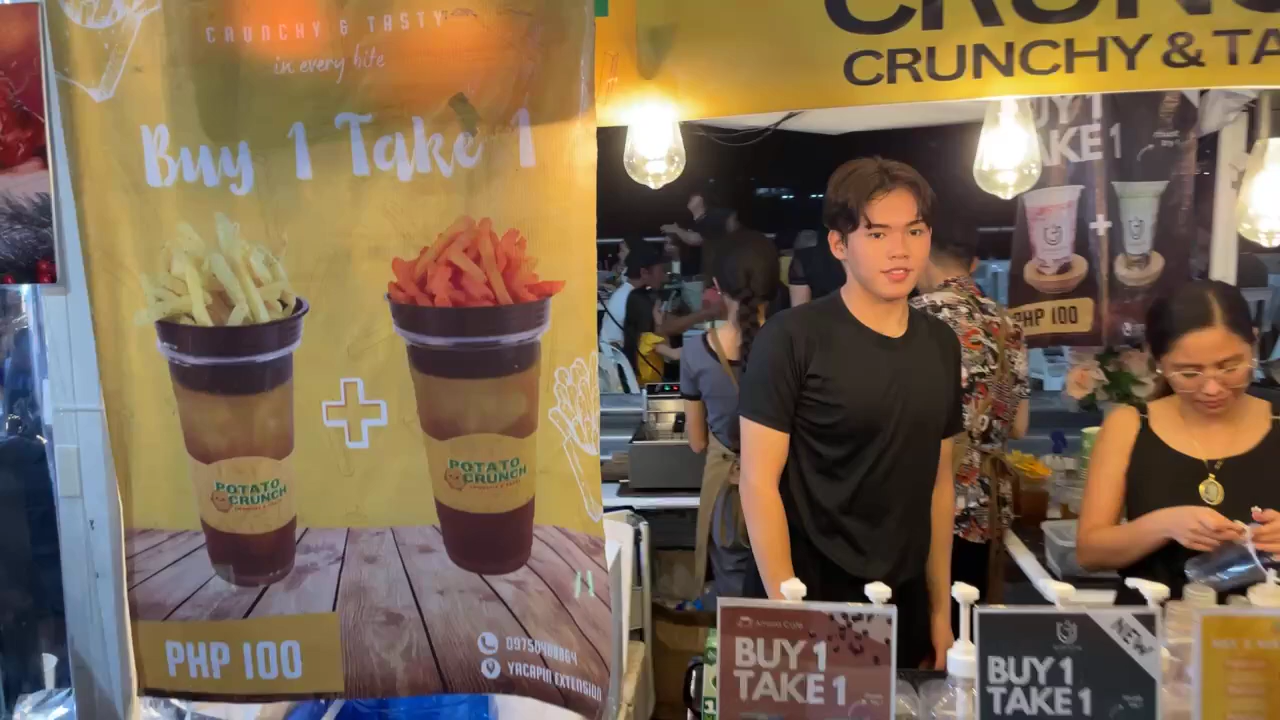 CRUNCHY & TASTY
in every bite
Buy 1 Take 1
POTATO
CRUNCH
POTATO
CRUNCH
PHP 100
YACAPIN EXTENSION
CRUNCHY & TA
BUY 1
TAKE 1
PHP 100
BUY 1
TAKE 1
NEW
BUY 1
TAKE 1